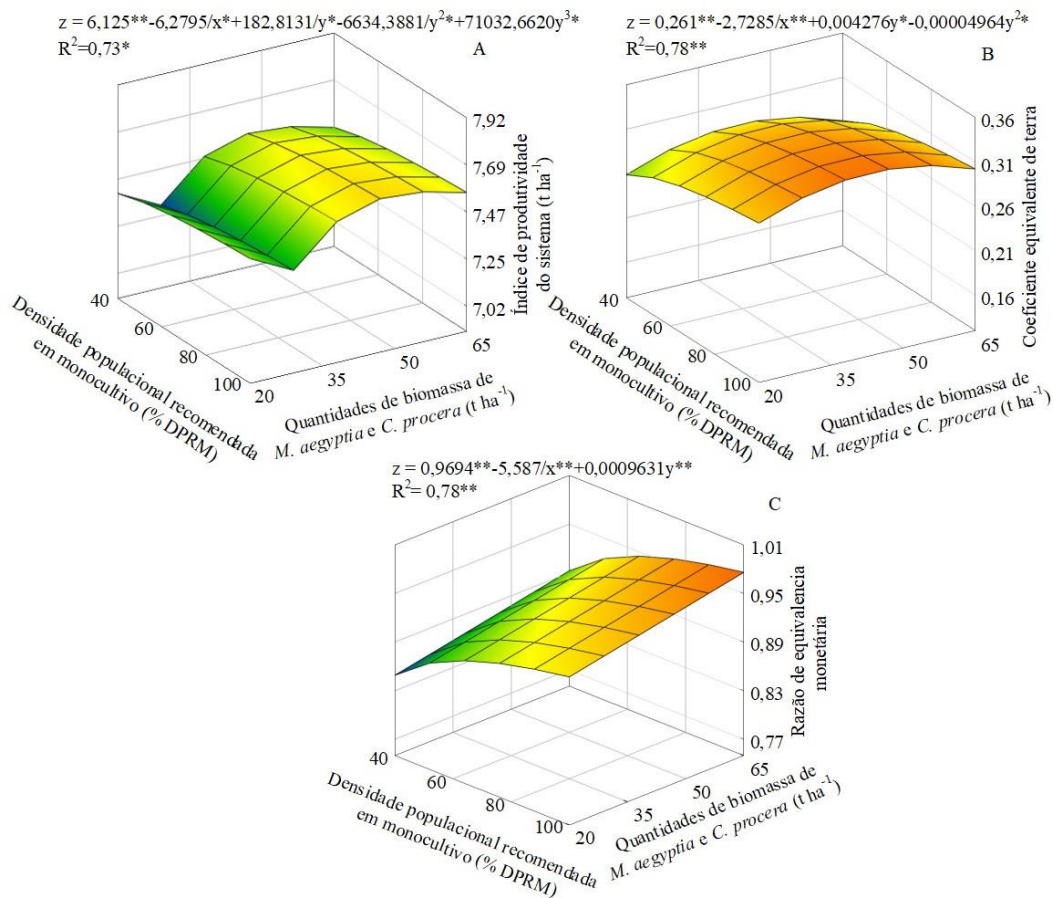 z = 6,125**-6,2795/x*+182,8131/y*-6634,3881/y²*+71032,6620y³*
R²=0,73*
A
7,92
7,69
7,47
7,25
7,02
Índice de produtividade
do sistema (t ha⁻¹)
40
60
80
100
20
35
50
65
Densidade populacional recomendada
em monocultivo (% DPRM)
Quantidades de biomassa de
M. aegyptia e C. procera (t ha⁻¹)
z = 0,261**-2,7285/x**+0,004276y*-0,00004964y²*
R²=0,78**
B
0,36
0,31
0,26
0,21
0,16
Coeficiente equivalente de terra
40
60
80
100
20
35
50
65
Densidade populacional recomendada
em monocultivo (% DPRM)
Quantidades de biomassa de
M. aegyptia e C. procera (t ha⁻¹)
z = 0,9694**-5,587/x**+0,0009631y**
R²= 0,78**
C
1,01
0,95
0,89
0,83
0,77
Razão de equivalencia
monetária
40
60
80
100
20
35
50
65
Densidade populacional recomendada
em monocultivo (% DPRM)
Quantidades de biomassa de
M. aegyptia e C. procera (t ha⁻¹)